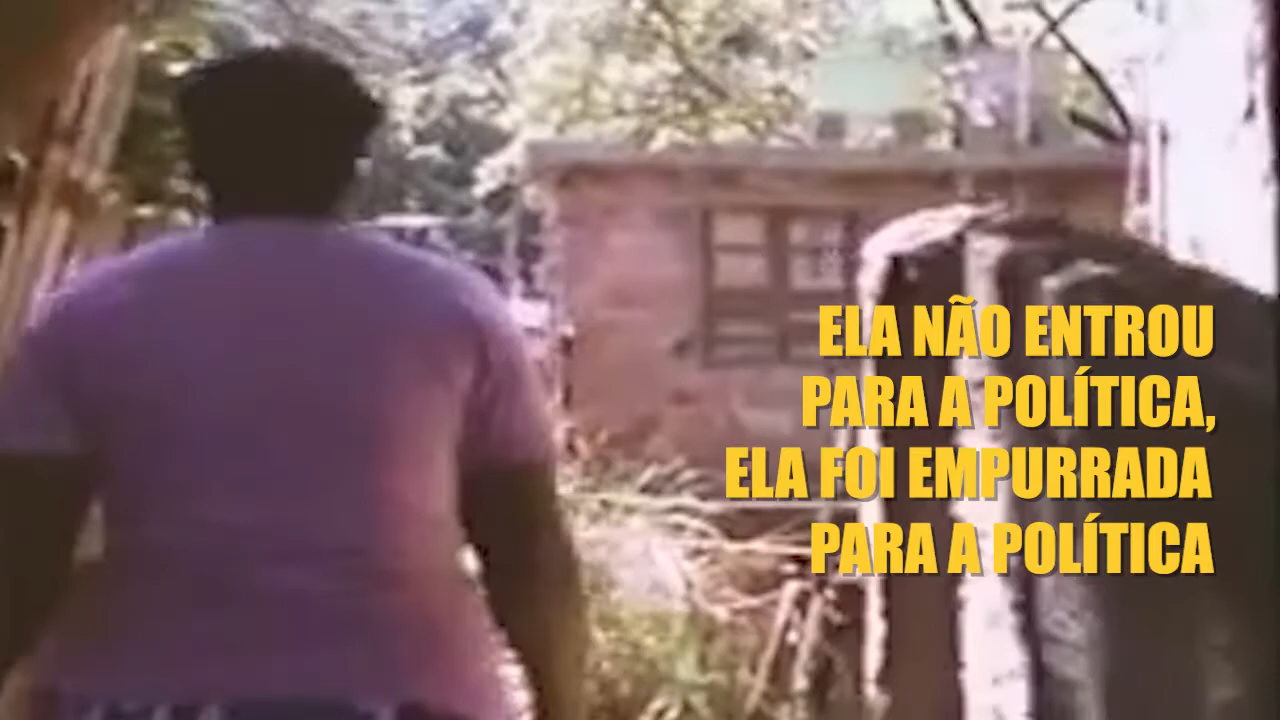 ELA NÃO ENTROU
PARA A POLÍTICA,
ELA FOI EMPURRADA
PARA A POLÍTICA